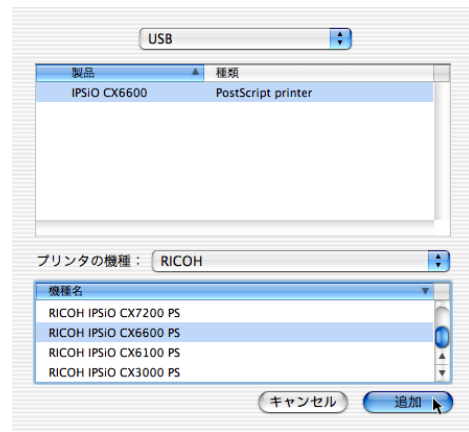 USB
製品 種類
IPSiO CX6600 PostScript printer
プリンタの機種： RICOH
機種名
RICOH IPSiO CX7200 PS
RICOH IPSiO CX6600 PS
RICOH IPSiO CX6100 PS
RICOH IPSiO CX3000 PS
キャンセル 追加